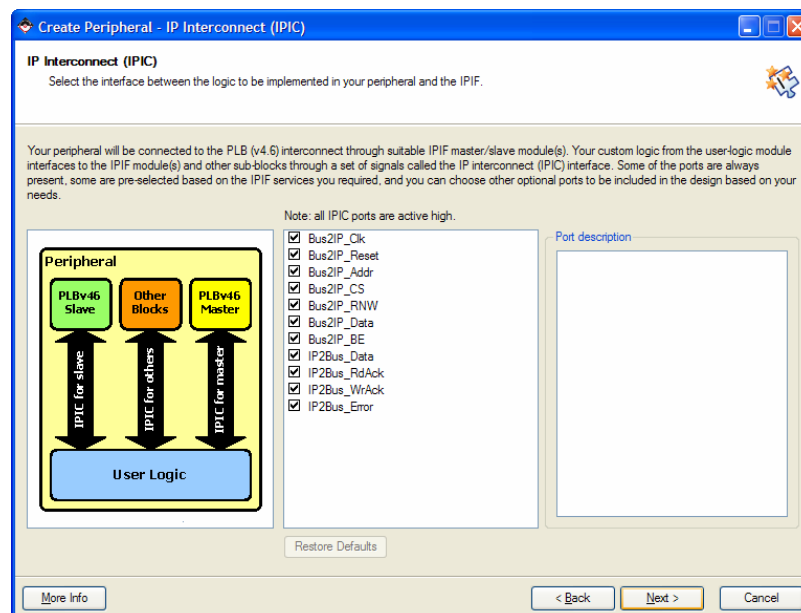 Create Peripheral - IP Interconnect (IPIC)
IP Interconnect (IPIC)
Select the interface between the logic to be implemented in your peripheral and the IPIF.
Your peripheral will be connected to the PLB (v4.6) interconnect through suitable IPIF master/slave module(s). Your custom logic from the user-logic module
interfaces to the IPIF module(s) and other sub-blocks through a set of signals called the IP interconnect (IPIC) interface. Some of the ports are always
present, some are pre-selected based on the IPIF services you required, and you can choose other optional ports to be included in the design based on your
needs.
Note: all IPIC ports are active high.
Peripheral
PLBv46
Slave
Other
Blocks
PLBv46
Master
IPIC for slave
IPIC for others
IPIC for master
User Logic
Bus2IP_Clk
Bus2IP_Reset
Bus2IP_Addr
Bus2IP_CS
Bus2IP_RNW
Bus2IP_Data
Bus2IP_BE
IP2Bus_Data
IP2Bus_RdAck
IP2Bus_WrAck
IP2Bus_Error
Port description
Restore Defaults
More Info
< Back
Next >
Cancel